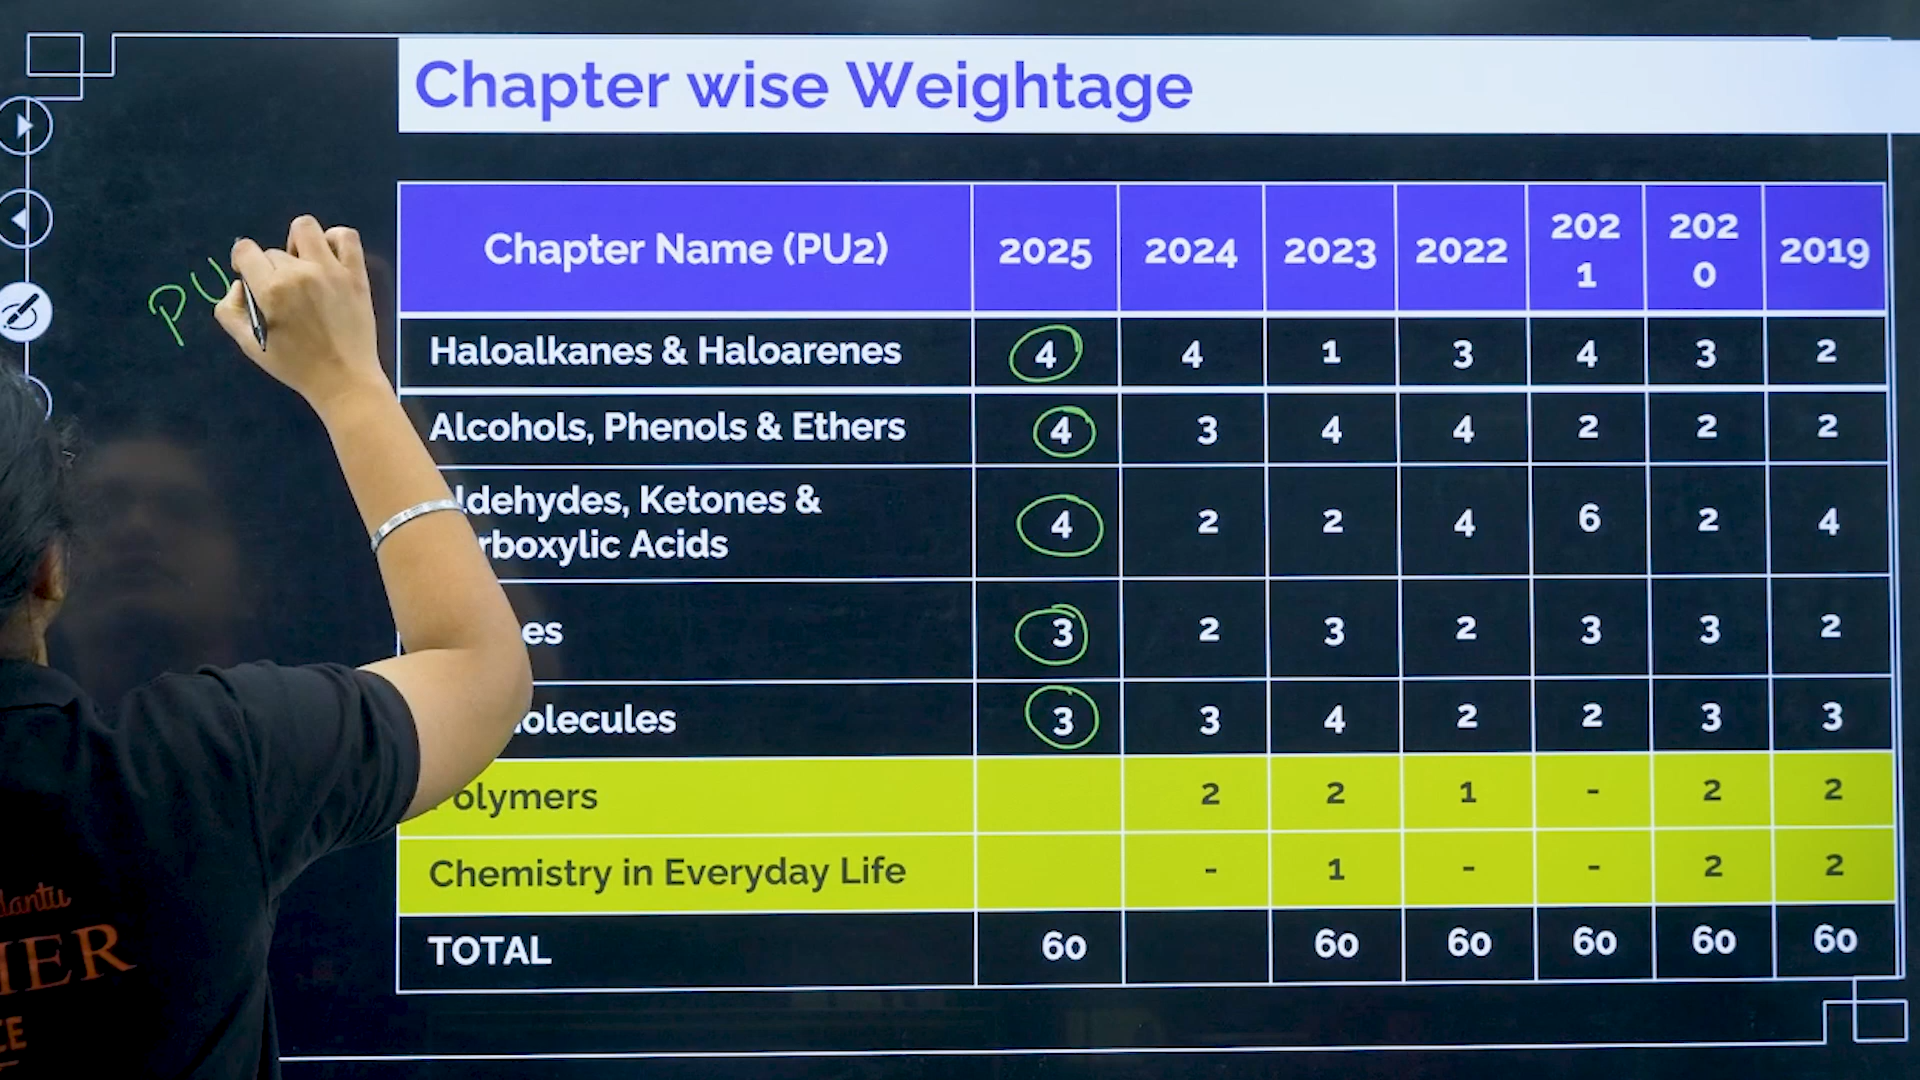 Chapter wise Weightage
Chapter Name (PU2) 2025 2024 2023 2022 202 1 202 0 2019
Haloalkanes & Haloarenes 4 4 1 3 4 3 2
Alcohols, Phenols & Ethers 4 3 4 4 2 2 2
ldehydes, Ketones &
rboxylic Acids 4 2 2 4 6 2 4
es 3 2 3 2 3 3 2
olecules 3 3 4 2 2 3 3
olymers 2 2 1 - 2 2
Chemistry in Everyday Life - 1 - - 2 2
TOTAL 60 60 60 60 60 60
PU
dantu
IER
CE